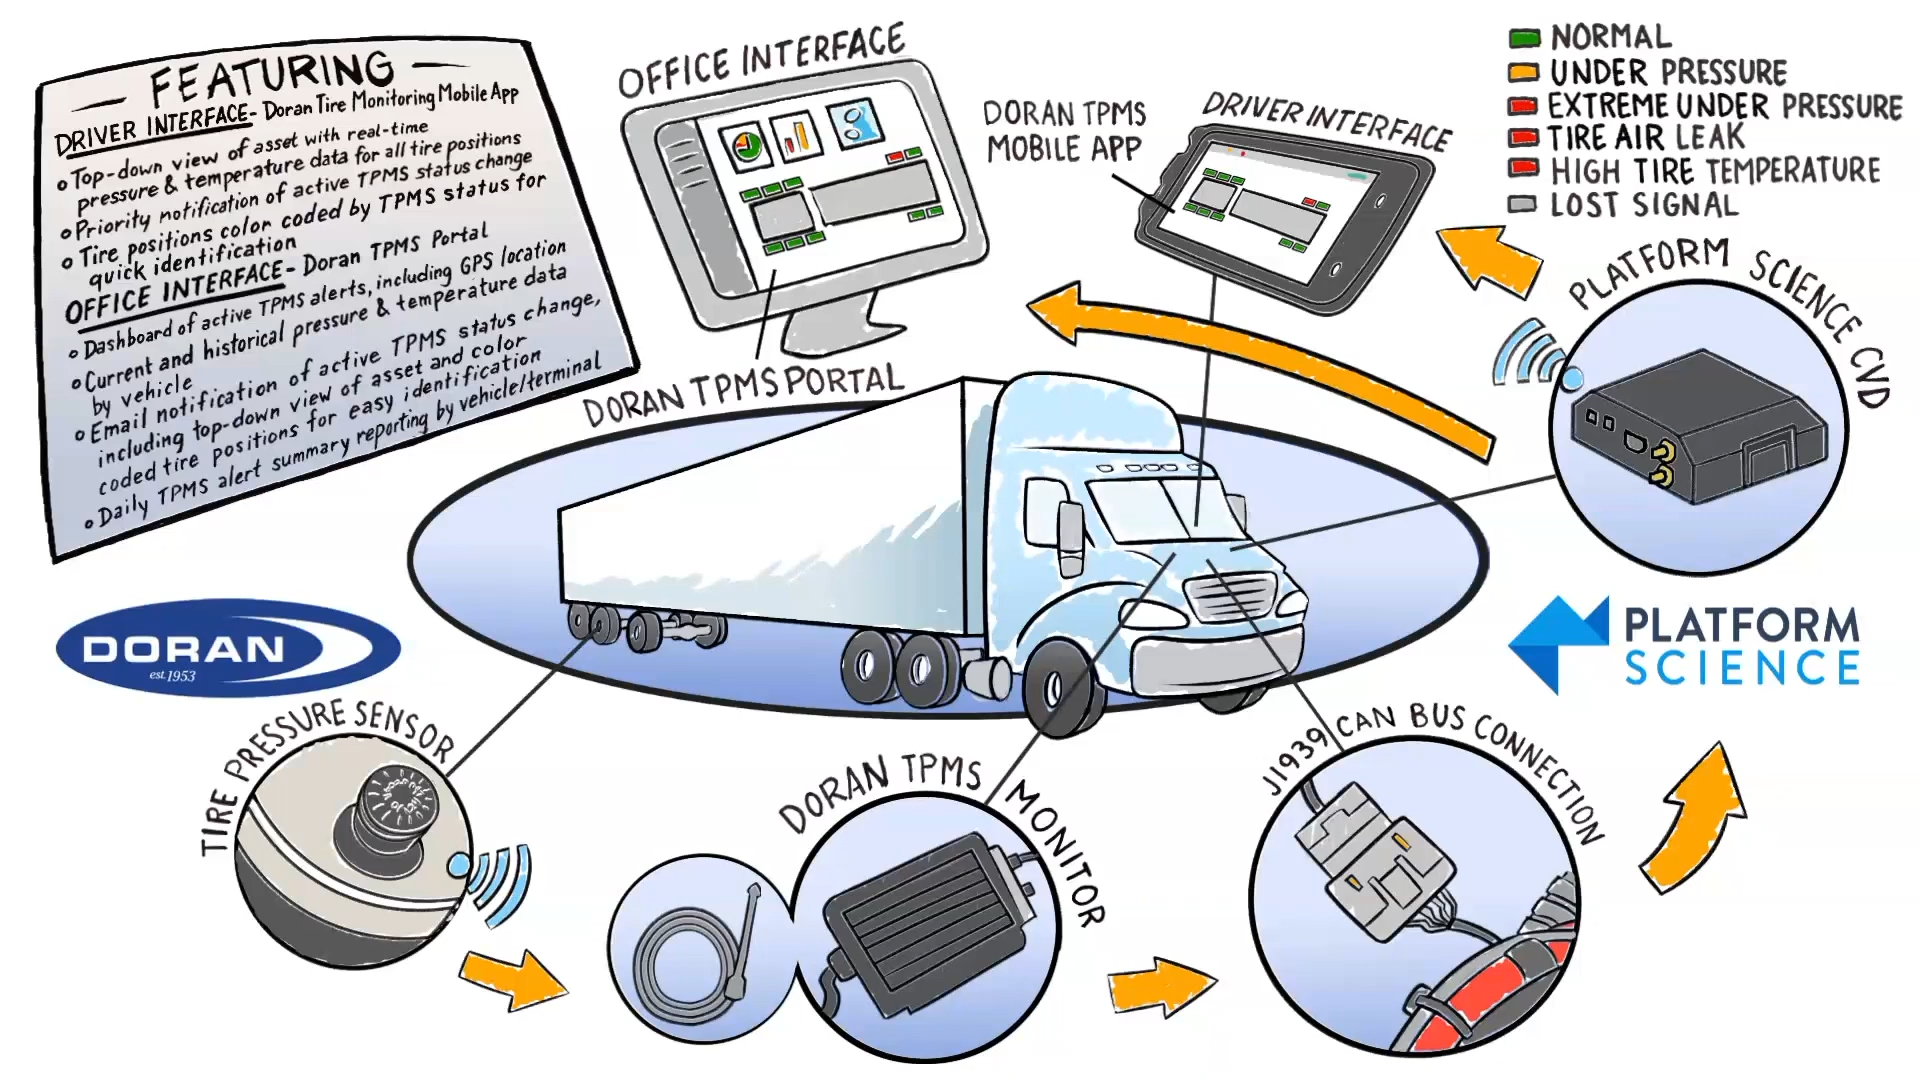 FEATURING
DRIVER INTERFACE- Doran Tire Monitoring Mobile App
Top-down view of asset with real-time
pressure & temperature data for all tire positions
Priority notification of active TPMS status change
Tire positions color coded by TPMS status for
quick identification
OFFICE INTERFACE- Doran TPMS Portal
Dashboard of active TPMS alerts, including GPS location
Current and historical pressure & temperature data
by vehicle
Email notification of active TPMS status change,
including top-down view of asset and color
coded tire positions for easy identification
Daily TPMS alert summary reporting by vehicle/terminal
OFFICE INTERFACE
DORAN TPMS PORTAL
DORAN TPMS
MOBILE APP
DRIVER INTERFACE
NORMAL
UNDER PRESSURE
EXTREME UNDER PRESSURE
TIRE AIR LEAK
HIGH TIRE TEMPERATURE
LOST SIGNAL
PLATFORM SCIENCE CVD
DORAN
est. 1953
PLATFORM
SCIENCE
TIRE PRESSURE SENSOR
DORAN TPMS MONITOR
J1939 CAN BUS CONNECTION